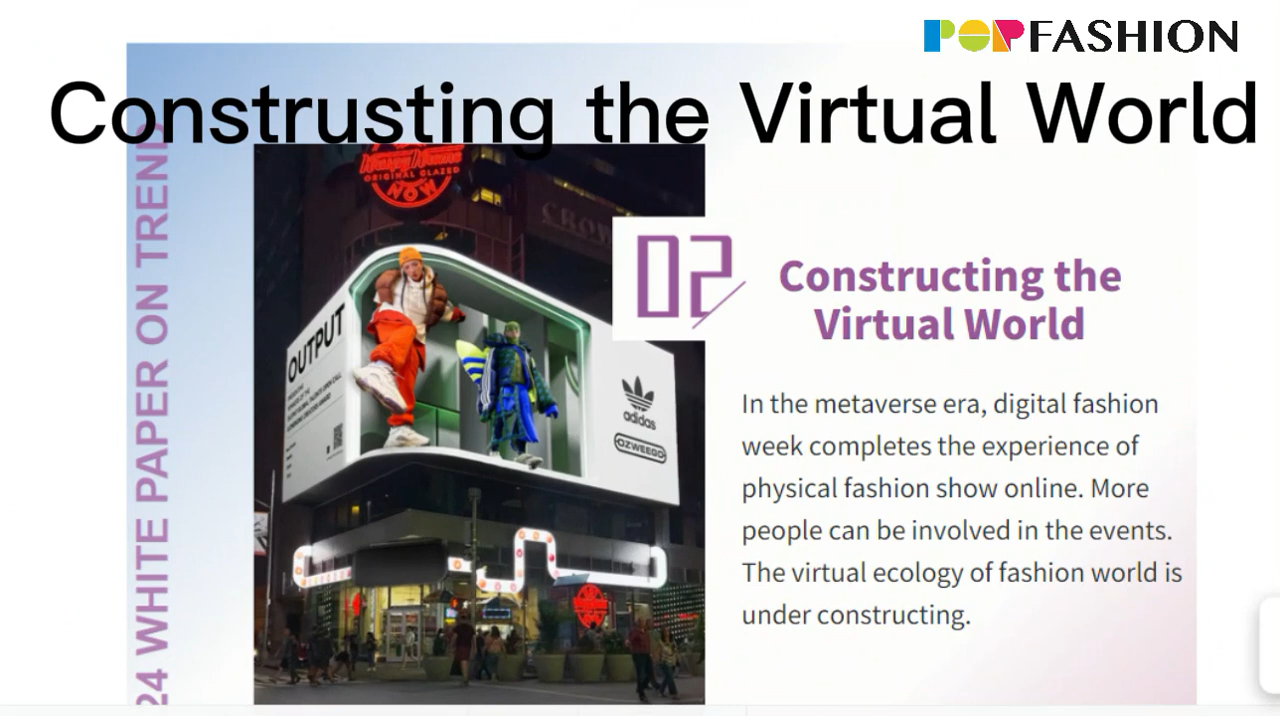 POPFASHION
Construsting the Virtual World
24 WHITE PAPER ON TREND
ORIGINAL GLAZED
NOW
CROW
OUTPUT
adidas
OZWEEGO
02
Constructing the
Virtual World
In the metaverse era, digital fashion
week completes the experience of
physical fashion show online. More
people can be involved in the events.
The virtual ecology of fashion world is
under constructing.